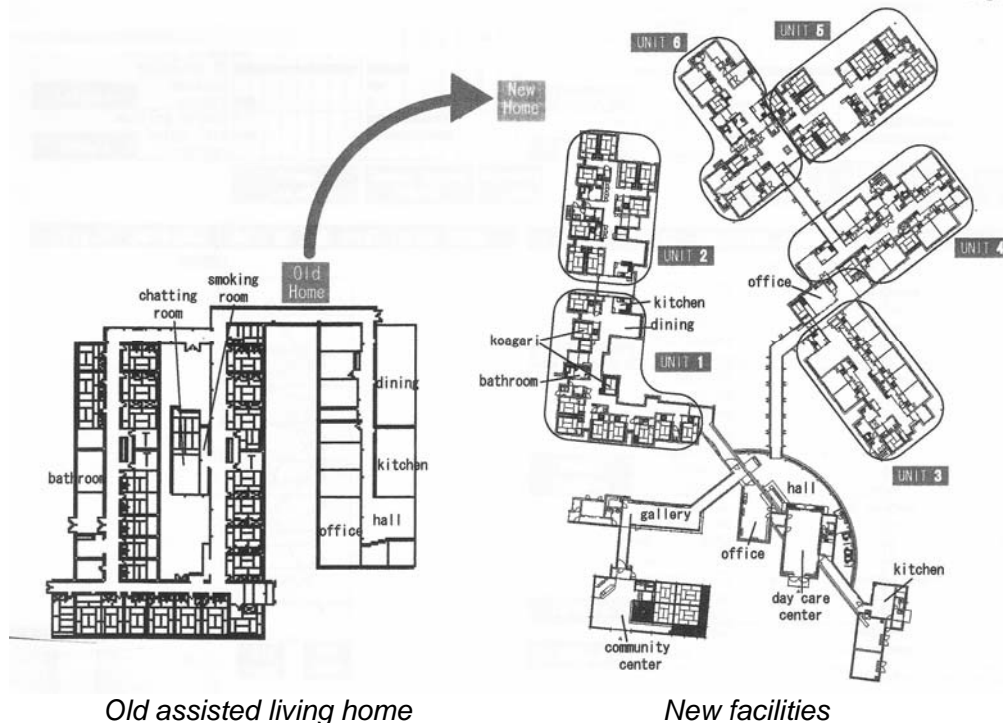 UNIT 6
UNIT 5
New
Home
UNIT 2
UNIT 4
office
Old
Home
smoking
room
chatting
room
kitchen
dining
koagari
UNIT 1
bathroom
dining
bathroom
kitchen
office
hall
UNIT 3
hall
gallery
office
kitchen
day care
center
community
center
Old assisted living home
New facilities